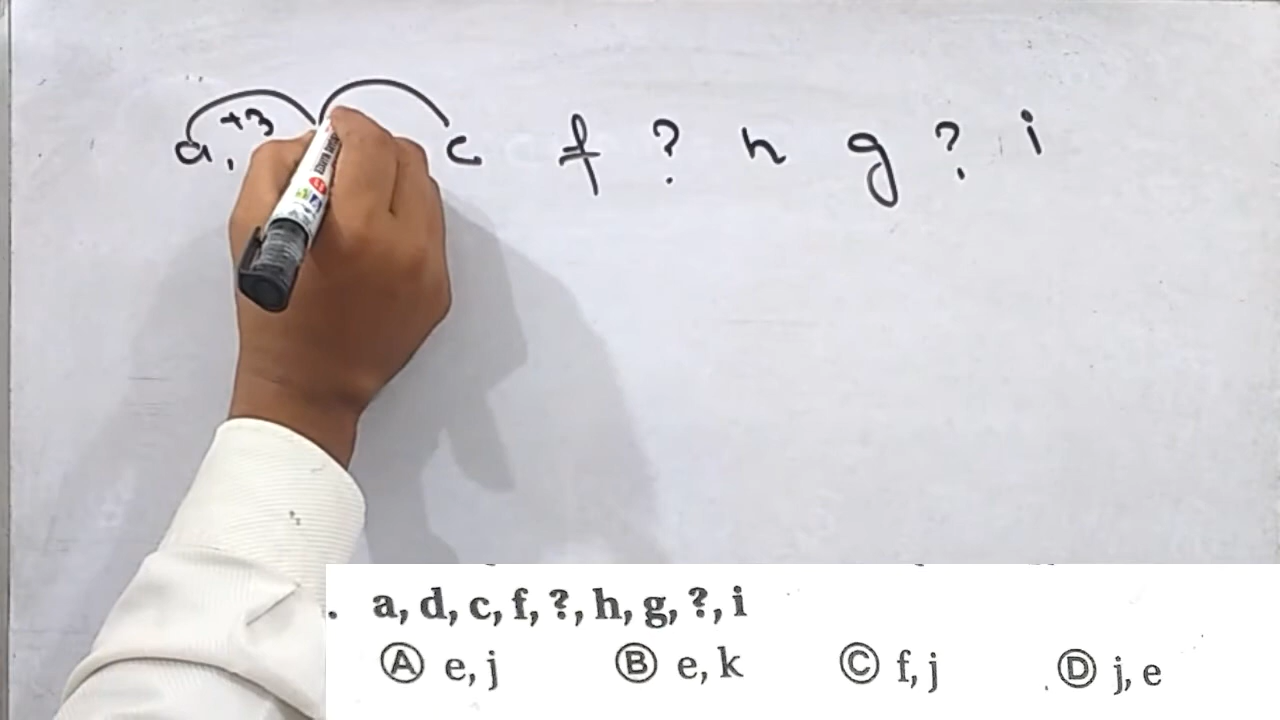 +3
a, c f ? h g ? i
. a, d, c, f, ?, h, g, ?, i
Ⓐ e, j Ⓑ e, k Ⓒ f, j Ⓓ j, e